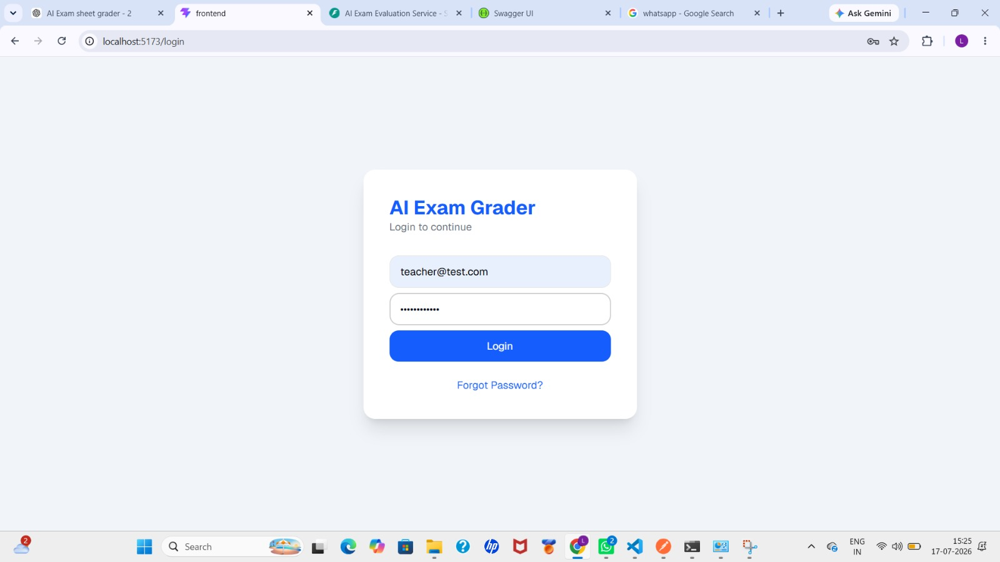 AI Exam sheet grader - 2
frontend
AI Exam Evaluation Service - S
Swagger UI
whatsapp - Google Search
Ask Gemini
localhost:5173/login
L
AI Exam Grader
Login to continue
teacher@test.com
••••••••••••
Login
Forgot Password?
2
Search
hp
L
2
ENG
IN
15:25
17-07-2026